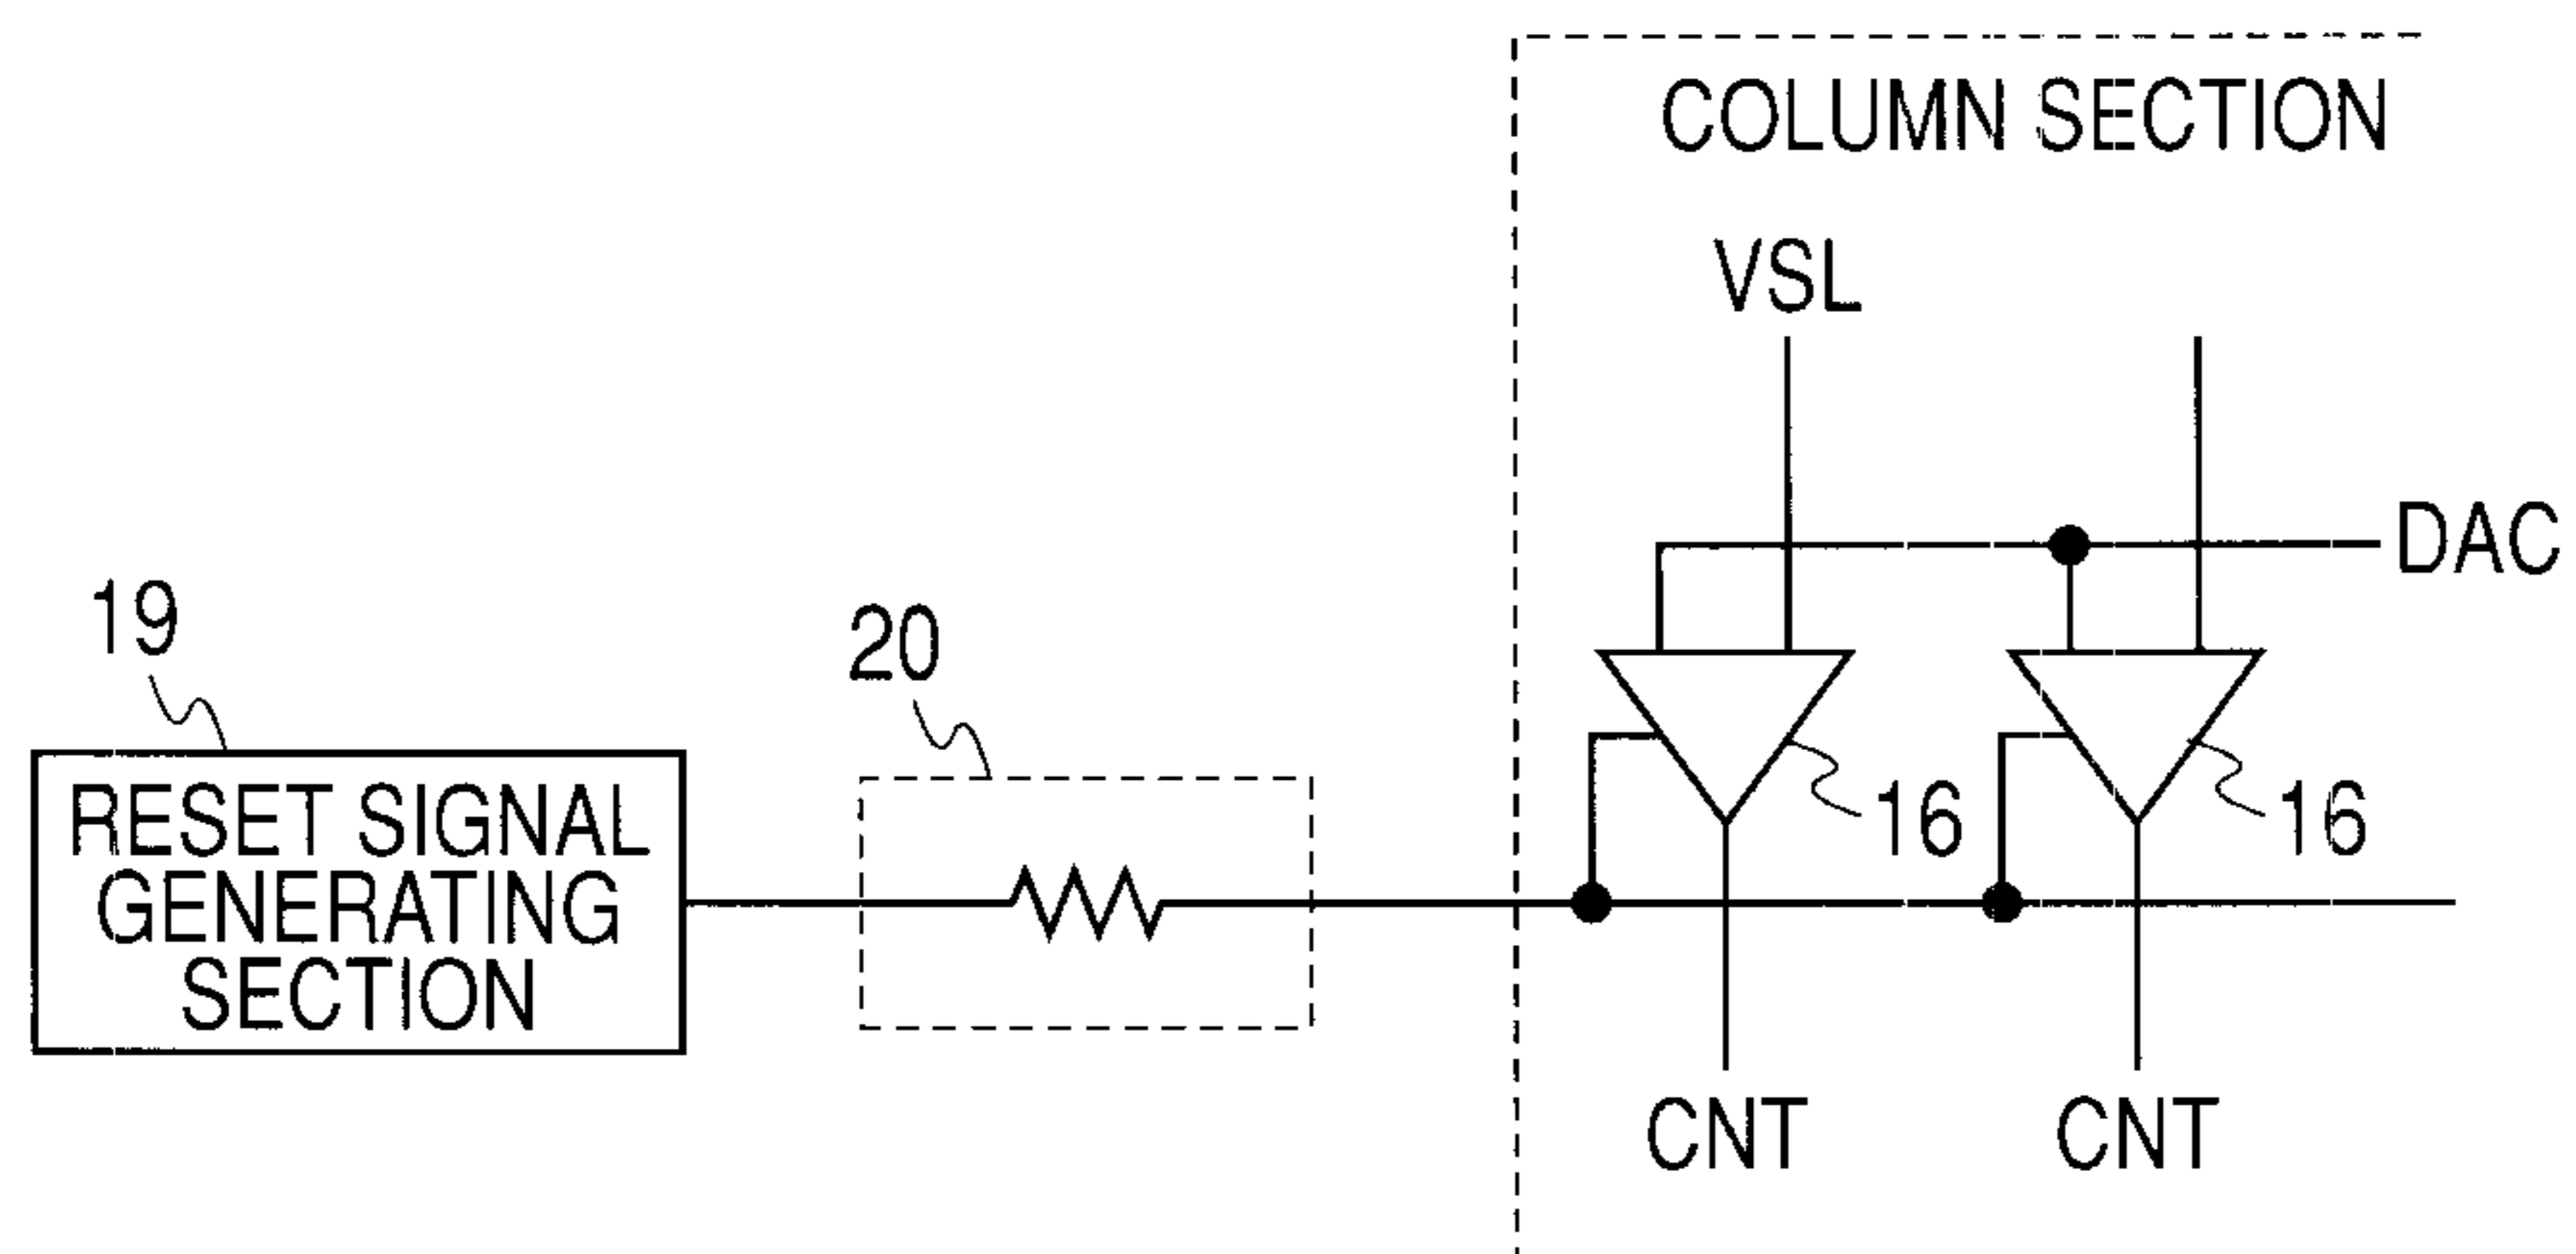 COLUMN SECTION
VSL
DAC
19
20
RESET SIGNAL
GENERATING
SECTION
16
16
CNT
CNT